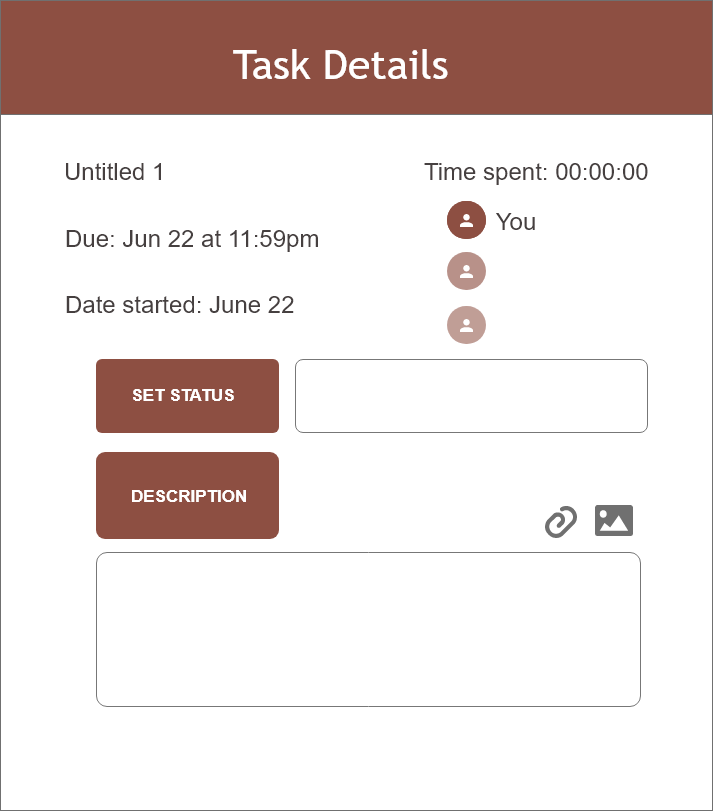 Task Details
Untitled 1
Time spent: 00:00:00
You
Due: Jun 22 at 11:59pm
Date started: June 22
SET STATUS
DESCRIPTION